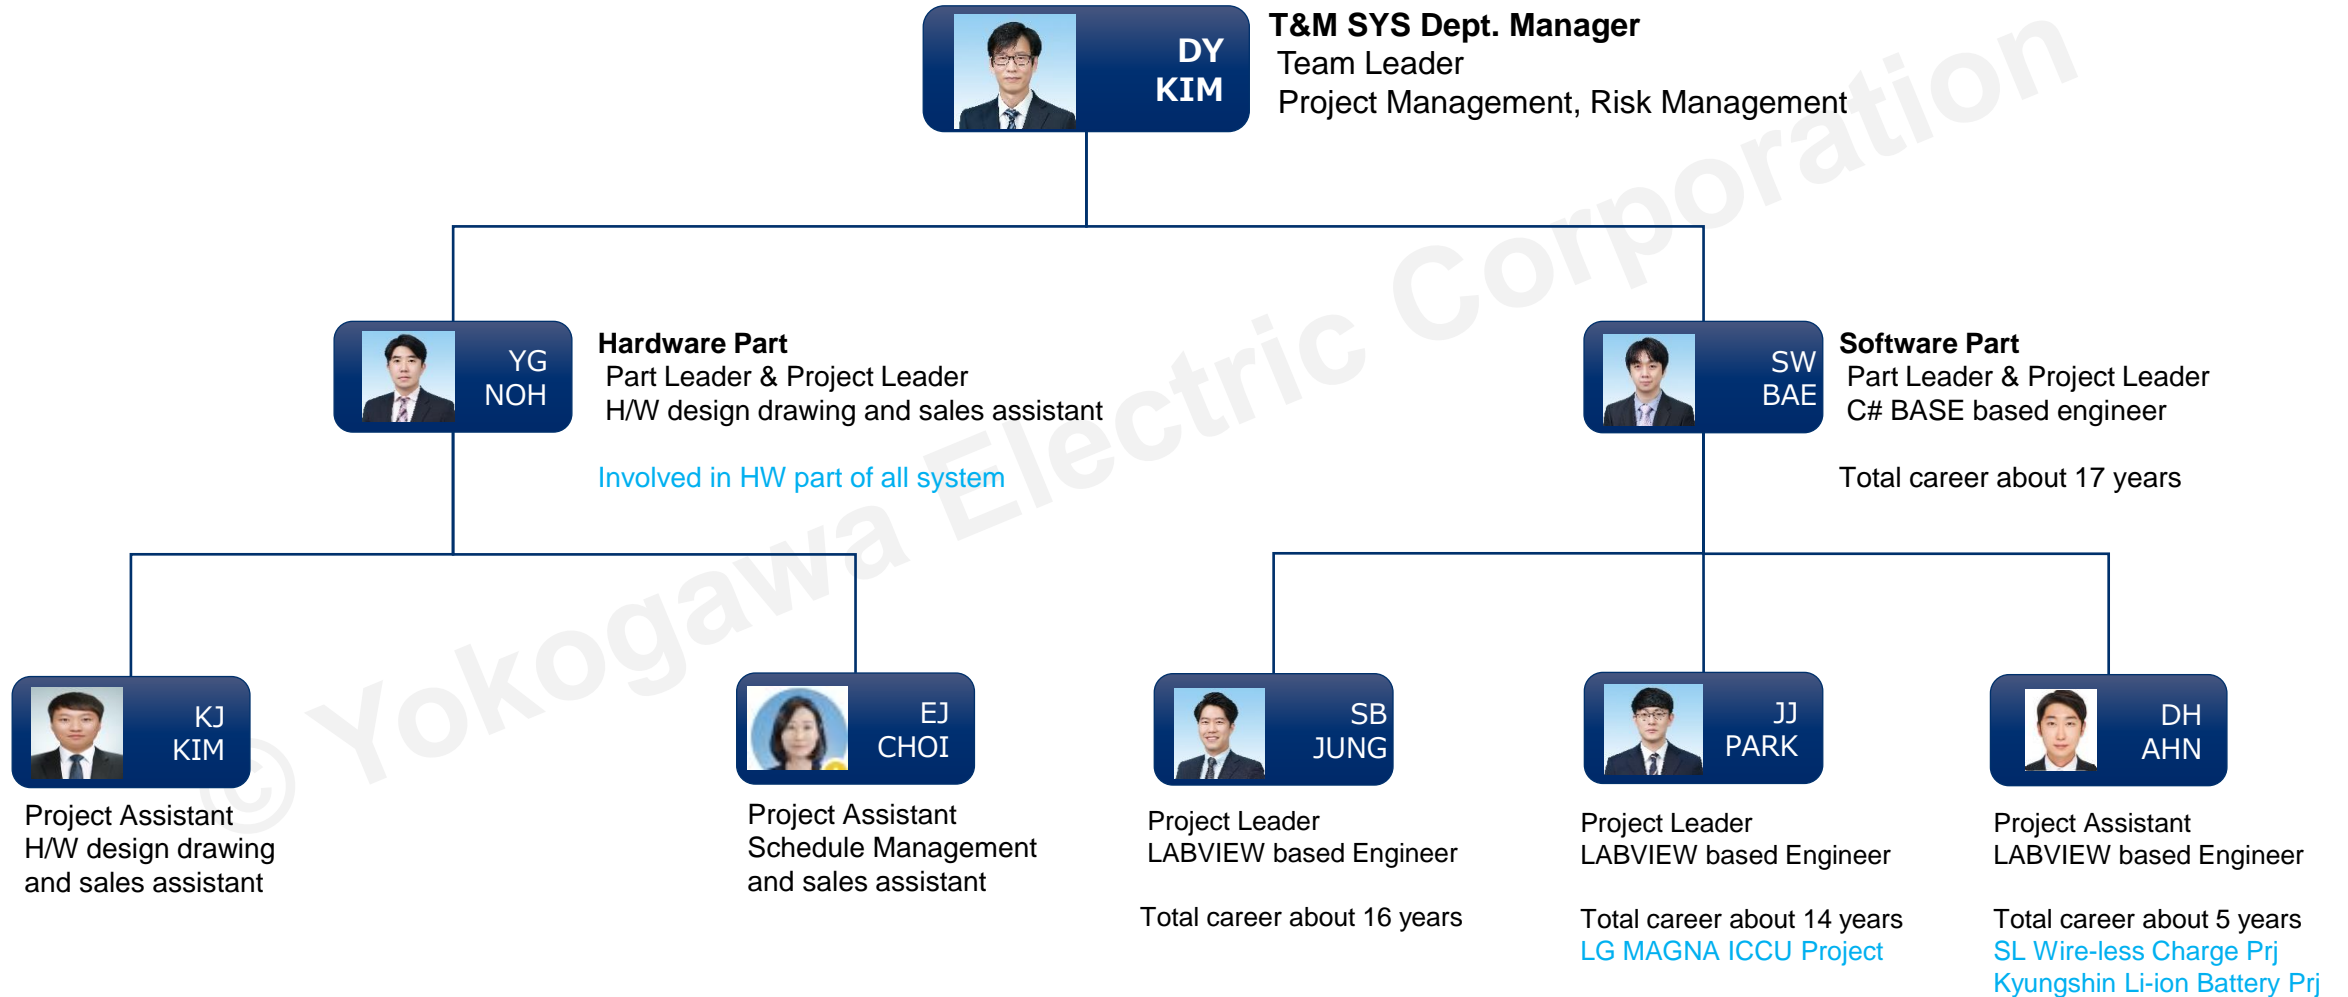 DY
KIM
T&M SYS Dept. Manager
Team Leader
Project Management, Risk Management
YG
NOH
Hardware Part
Part Leader & Project Leader
H/W design drawing and sales assistant
Involved in HW part of all system
SW
BAE
Software Part
Part Leader & Project Leader
C# BASE based engineer
Total career about 17 years
KJ
KIM
Project Assistant
H/W design drawing
and sales assistant
EJ
CHOI
Project Assistant
Schedule Management
and sales assistant
SB
JUNG
Project Leader
LABVIEW based Engineer
Total career about 16 years
JJ
PARK
Project Leader
LABVIEW based Engineer
Total career about 14 years
LG MAGNA ICCU Project
DH
AHN
Project Assistant
LABVIEW based Engineer
Total career about 5 years
SL Wire-less Charge Prj
Kyungshin Li-ion Battery Prj
© Yokogawa Electric Corporation